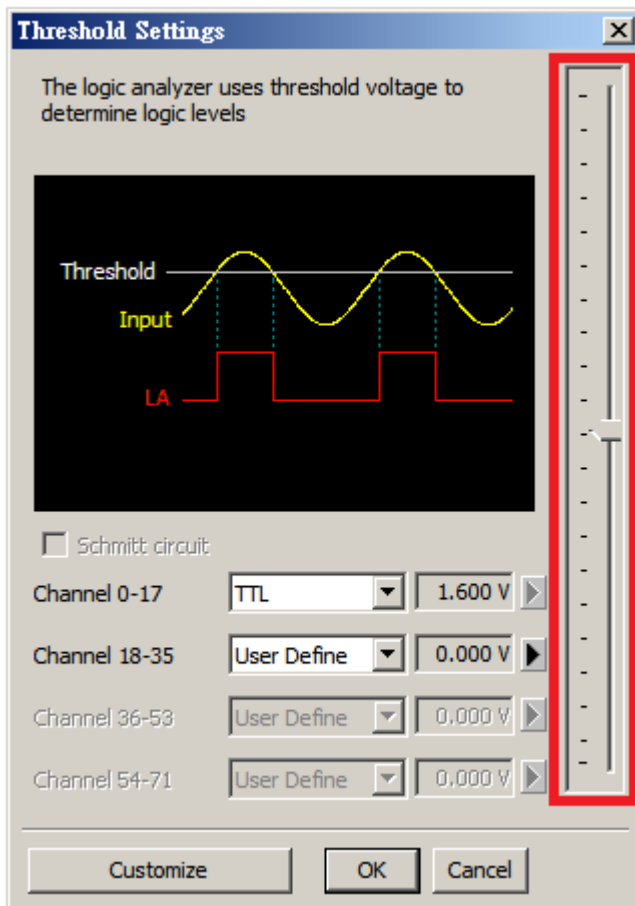 Threshold Settings
The logic analyzer uses threshold voltage to
determine logic levels
Threshold
Input
LA
Schmitt circuit
Channel 0-17 TTL 1.600 V
Channel 18-35 User Define 0.000 V
Channel 36-53 User Define 0.000 V
Channel 54-71 User Define 0.000 V
Customize OK Cancel